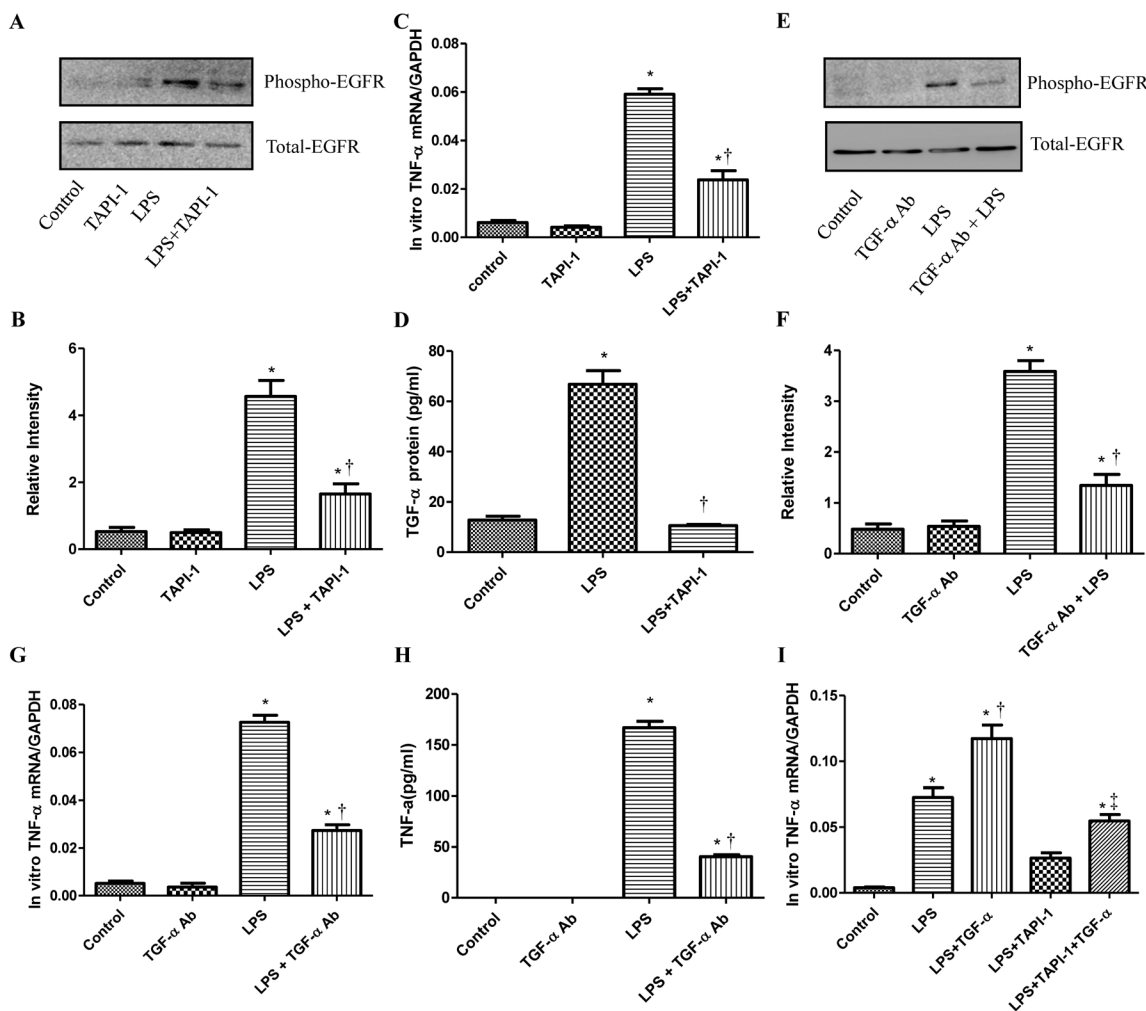 A
Phospho-EGFR
Total-EGFR
Control
TAPI-1
LPS
LPS+TAPI-1
C
In vitro TNF-α mRNA/GAPDH
0.08
0.06
0.04
0.02
0.00
*
*†
control
TAPI-1
LPS
LPS+TAPI-1
E
Phospho-EGFR
Total-EGFR
Control
TGF-α Ab
LPS
TGF-α Ab + LPS
B
Relative Intensity
6
4
2
0
*
* †
Control
TAPI-1
LPS
LPS + TAPI-1
D
TGF-α protein (pg/ml)
80
60
40
20
0
*
†
Control
LPS
LPS+TAPI-1
F
Relative Intensity
4
3
2
1
0
*
* †
Control
TGF-α Ab
LPS
TGF-α Ab + LPS
G
In vitro TNF-α mRNA/GAPDH
0.08
0.06
0.04
0.02
0.00
*
* †
Control
TGF-α Ab
LPS
LPS + TGF-α Ab
H
TNF-a(pg/ml)
200
150
100
50
0
*
* †
Control
TGF-α Ab
LPS
LPS + TGF-α Ab
I
In vitro TNF-α mRNA/GAPDH
0.15
0.10
0.05
0.00
*
* †
* ‡
Control
LPS
LPS+TGF-α
LPS+TAPI-1
LPS+TAPI-1+TGF-α